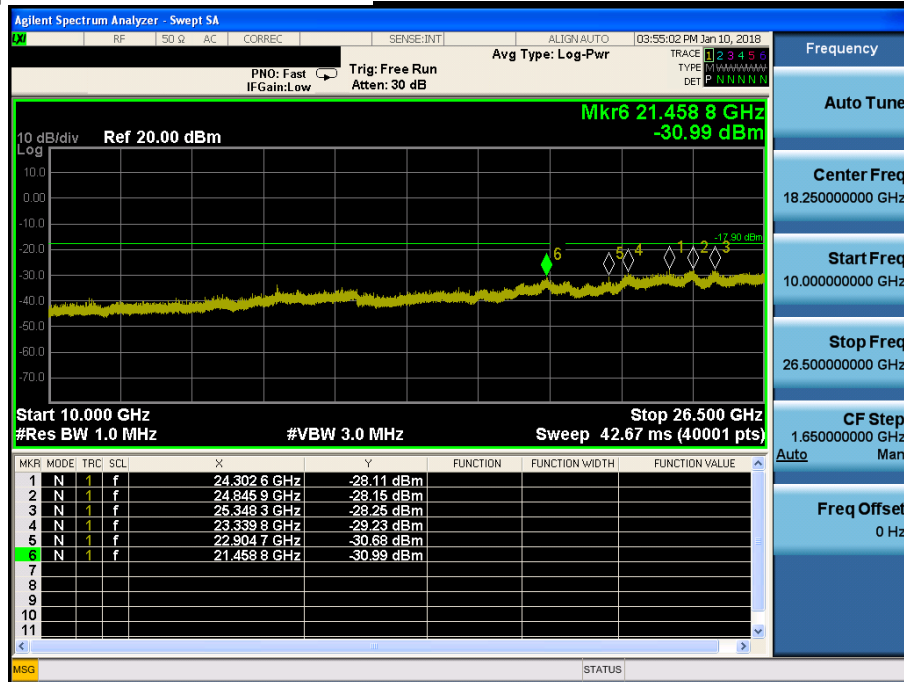 Agilent Spectrum Analyzer - Swept SA
LXI RF 50 Ω AC CORREC SENSE:INT ALIGN AUTO 03:55:02 PM Jan 10, 2018
Avg Type: Log-Pwr TRACE 1 2 3 4 5 6
PNO: Fast Trig: Free Run TYPE M WWWWW
IFGain:Low Atten: 30 dB DET P N N N N N
Mkr6 21.458 8 GHz
10 dB/div Ref 20.00 dBm -30.99 dBm
Log
10.0
0.00
-10.0
-17.90 dBm
-20.0
6 5 4 1 2 3
-30.0
-40.0
-50.0
-60.0
-70.0
Start 10.000 GHz Stop 26.500 GHz
#Res BW 1.0 MHz #VBW 3.0 MHz Sweep 42.67 ms (40001 pts)
MKR MODE TRC SCL X Y FUNCTION FUNCTION WIDTH FUNCTION VALUE
1 N 1 f 24.302 6 GHz -28.11 dBm
2 N 1 f 24.845 9 GHz -28.15 dBm
3 N 1 f 25.348 3 GHz -28.25 dBm
4 N 1 f 23.339 8 GHz -29.23 dBm
5 N 1 f 22.904 7 GHz -30.68 dBm
6 N 1 f 21.458 8 GHz -30.99 dBm
7
8
9
10
11
MSG STATUS
Frequency
Auto Tune
Center Freq
18.250000000 GHz
Start Freq
10.000000000 GHz
Stop Freq
26.500000000 GHz
CF Step
1.650000000 GHz
Auto Man
Freq Offset
0 Hz